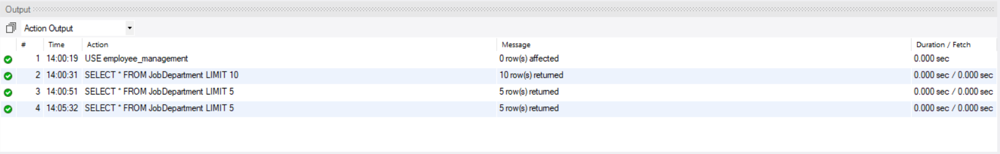 Output
Action Output
# Time Action Message Duration / Fetch
1 14:00:19 USE employee_management 0 row(s) affected 0.000 sec
2 14:00:31 SELECT * FROM JobDepartment LIMIT 10 10 row(s) returned 0.000 sec / 0.000 sec
3 14:00:51 SELECT * FROM JobDepartment LIMIT 5 5 row(s) returned 0.000 sec / 0.000 sec
4 14:05:32 SELECT * FROM JobDepartment LIMIT 5 5 row(s) returned 0.000 sec / 0.000 sec